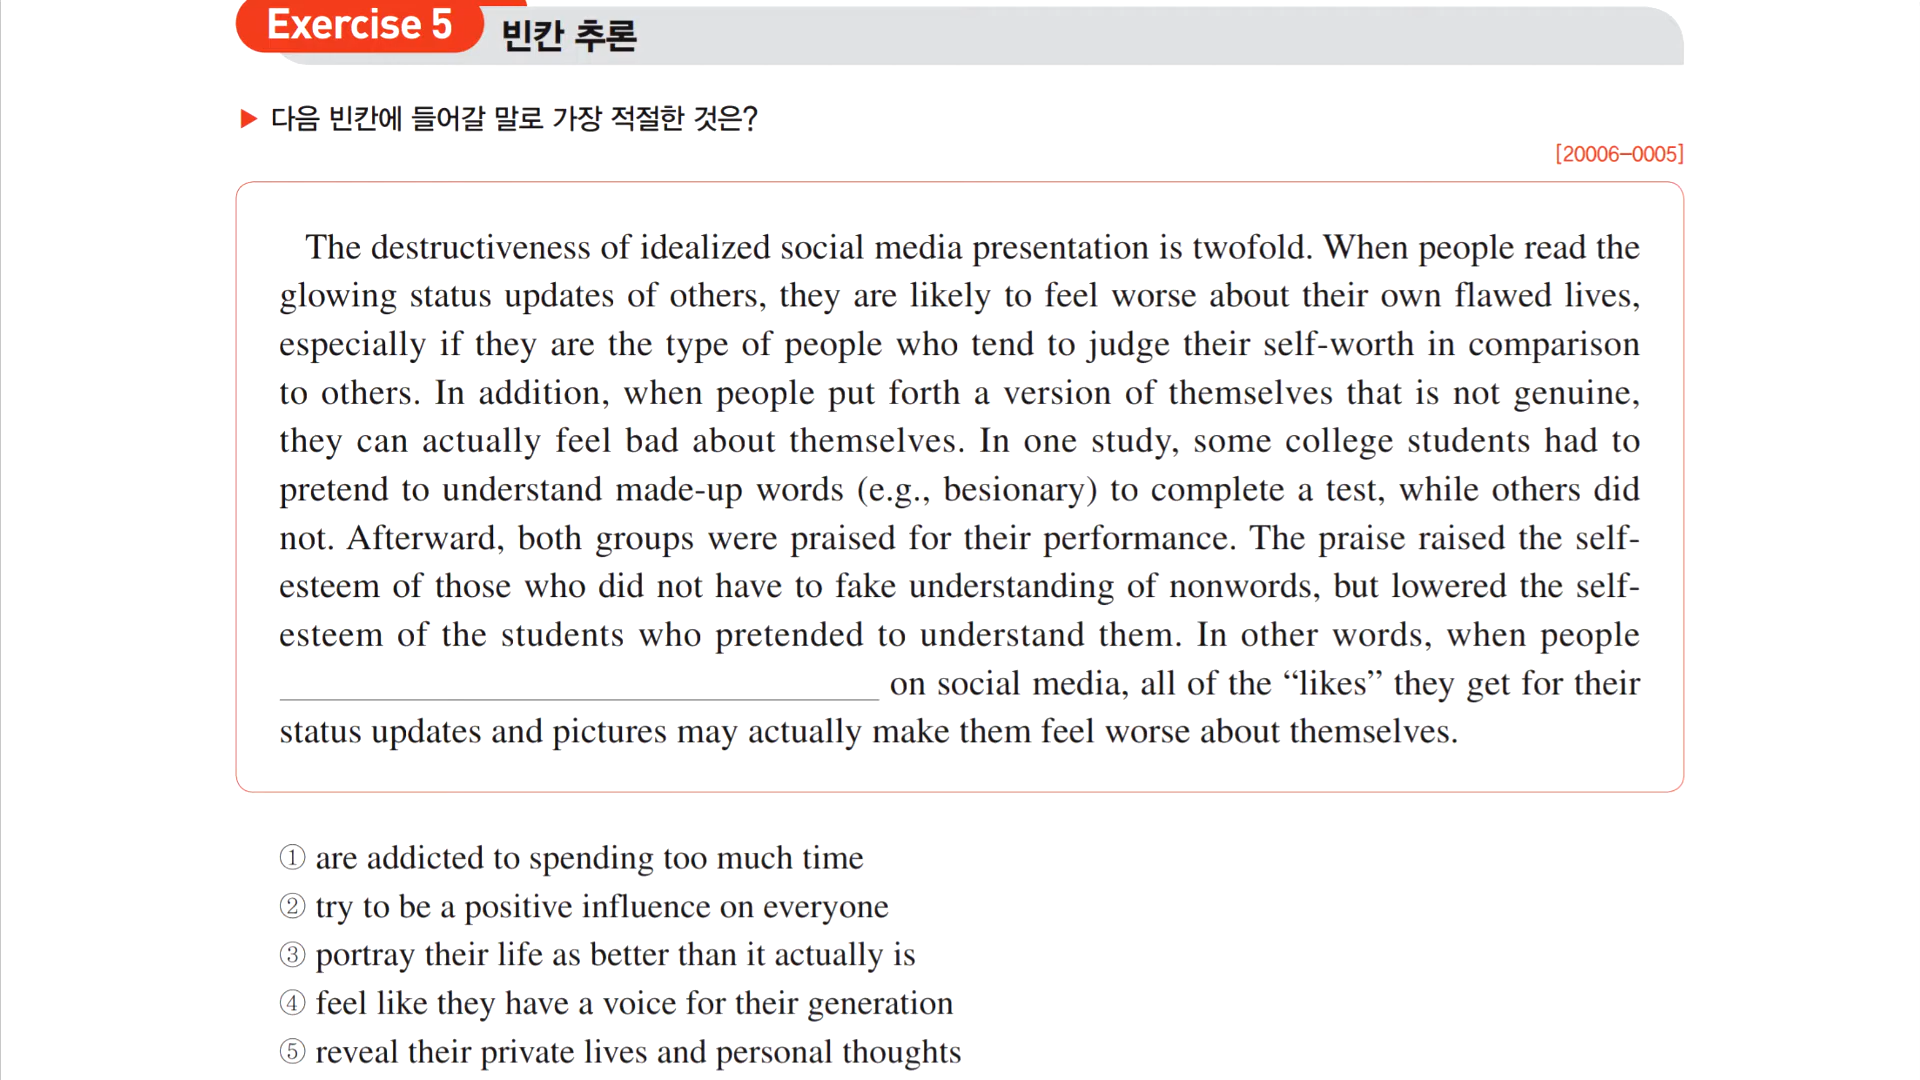 Exercise 5 빈칸 추론
▶ 다음 빈칸에 들어갈 말로 가장 적절한 것은?
[20006-0005]
The destructiveness of idealized social media presentation is twofold. When people read the
glowing status updates of others, they are likely to feel worse about their own flawed lives,
especially if they are the type of people who tend to judge their self-worth in comparison
to others. In addition, when people put forth a version of themselves that is not genuine,
they can actually feel bad about themselves. In one study, some college students had to
pretend to understand made-up words (e.g., besionary) to complete a test, while others did
not. Afterward, both groups were praised for their performance. The praise raised the self-
esteem of those who did not have to fake understanding of nonwords, but lowered the self-
esteem of the students who pretended to understand them. In other words, when people
______________________________ on social media, all of the “likes” they get for their
status updates and pictures may actually make them feel worse about themselves.
① are addicted to spending too much time
② try to be a positive influence on everyone
③ portray their life as better than it actually is
④ feel like they have a voice for their generation
⑤ reveal their private lives and personal thoughts